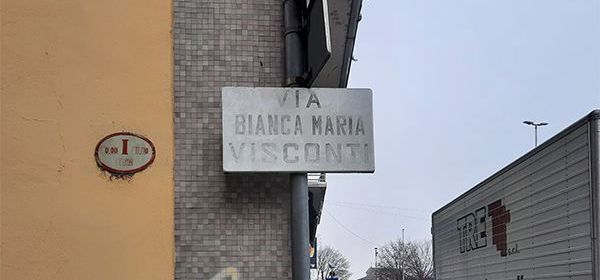 I
VIA
BIANCA MARIA
VISCONTI
TRE
s.r.l.